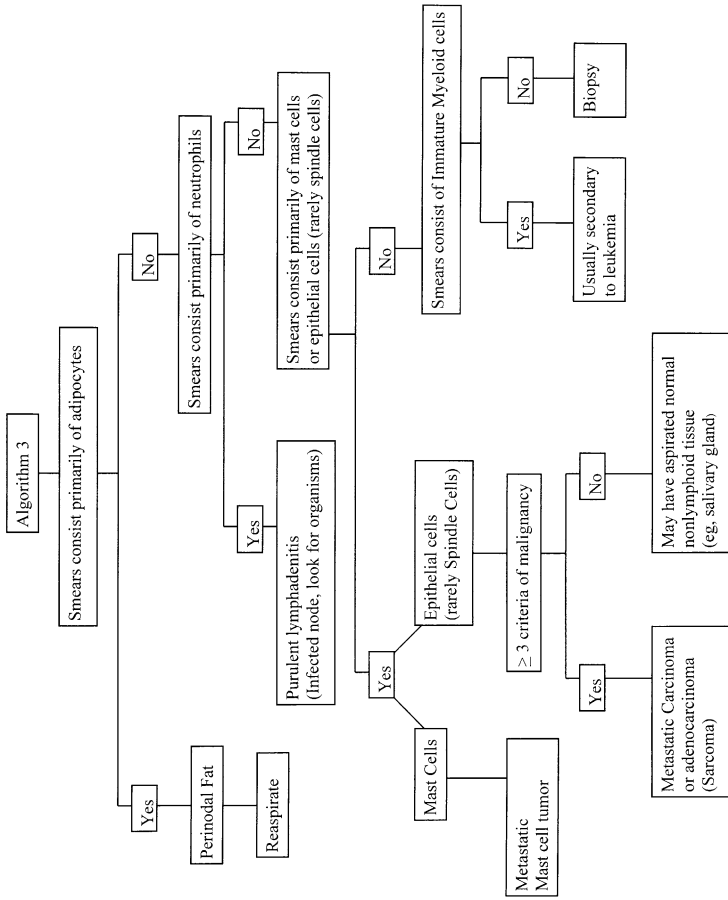 Algorithm 3
Smears consist primarily of adipocytes
Yes
No
Perinodal Fat
Reaspirate
Smears consist primarily of neutrophils
Yes
No
Purulent lymphadenitis
(Infected node, look for organisms)
Smears consist primarily of mast cells
or epithelial cells (rarely spindle cells)
Yes
No
Mast Cells
Epithelial cells
(rarely Spindle Cells)
Smears consist of Immature Myeloid cells
Metastatic
Mast cell tumor
≥ 3 criteria of malignancy
Yes
No
Usually secondary
to leukemia
Biopsy
Yes
No
Metastatic Carcinoma
or adenocarcinoma
(Sarcoma)
May have aspirated normal
nonlymphoid tissue
(eg, salivary gland)